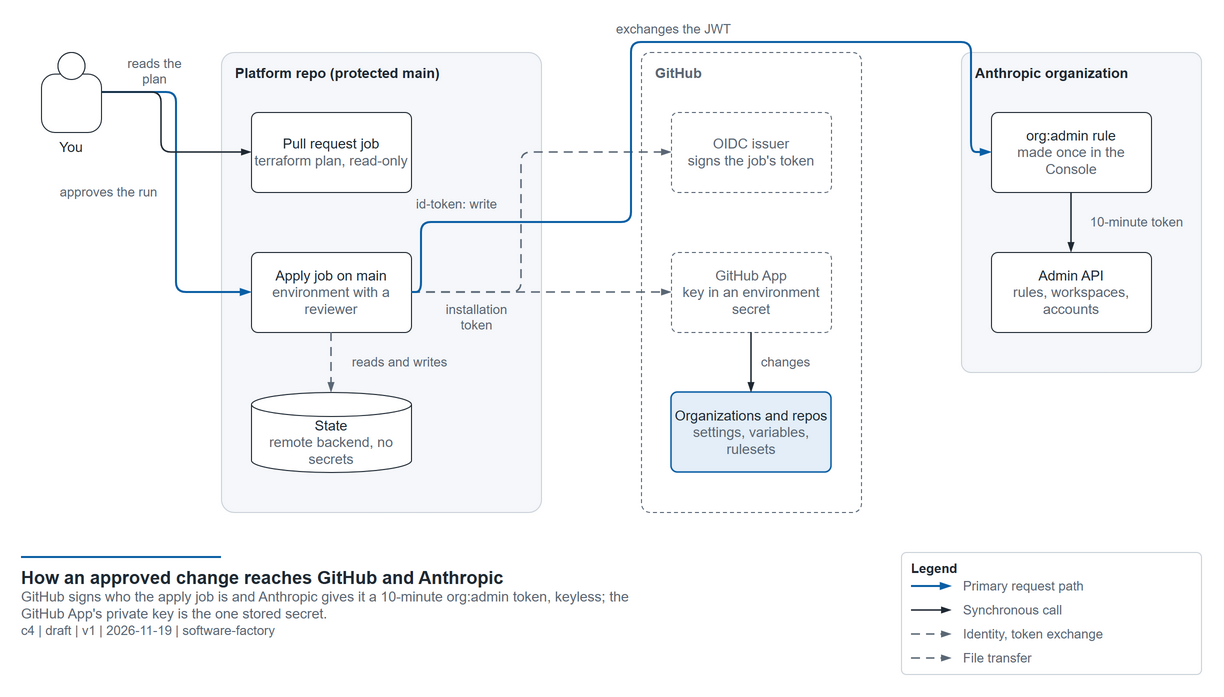 exchanges the JWT
reads the
plan
Platform repo (protected main)
GitHub
Anthropic organization
You
Pull request job
terraform plan, read-only
OIDC issuer
signs the job's token
org:admin rule
made once in the
Console
approves the run
id-token: write
10-minute token
Apply job on main
environment with a
reviewer
installation
token
GitHub App
key in an environment
secret
Admin API
rules, workspaces,
accounts
reads and writes
changes
State
remote backend, no
secrets
Organizations and repos
settings, variables,
rulesets
How an approved change reaches GitHub and Anthropic
GitHub signs who the apply job is and Anthropic gives it a 10-minute org:admin token, keyless; the
GitHub App's private key is the one stored secret.
c4 | draft | v1 | 2026-11-19 | software-factory
Legend
Primary request path
Synchronous call
Identity, token exchange
File transfer